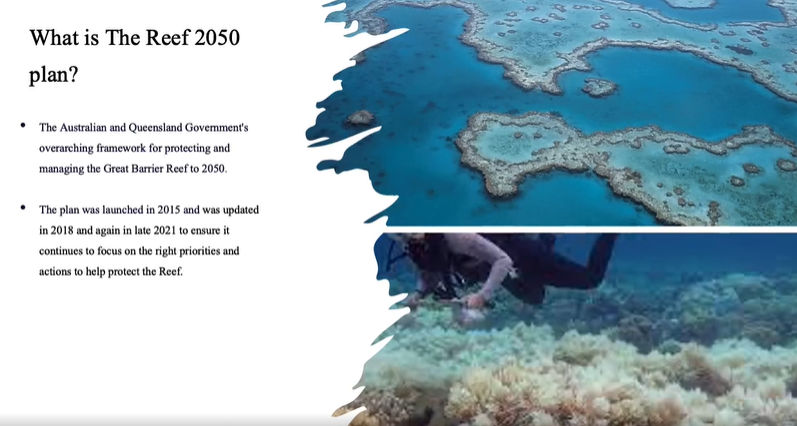 What is The Reef 2050
plan?
• The Australian and Queensland Government's
overarching framework for protecting and
managing the Great Barrier Reef to 2050.
• The plan was launched in 2015 and was updated
in 2018 and again in late 2021 to ensure it
continues to focus on the right priorities and
actions to help protect the Reef.